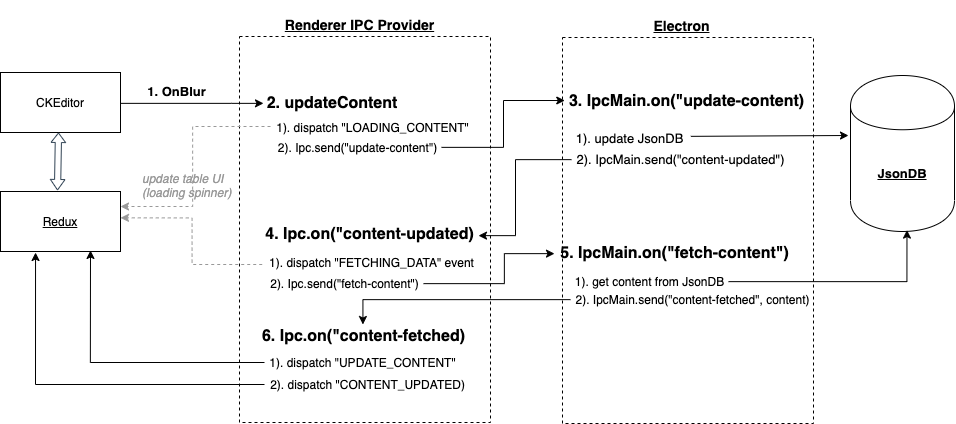 Renderer IPC Provider
Electron
CKEditor
1. OnBlur
2. updateContent
1). dispatch "LOADING_CONTENT"
2). Ipc.send("update-content")
3. IpcMain.on("update-content)
1). update JsonDB
2). IpcMain.send("content-updated")
JsonDB
update table UI
(loading spinner)
Redux
4. Ipc.on("content-updated)
1). dispatch "FETCHING_DATA" event
2). Ipc.send("fetch-content")
5. IpcMain.on("fetch-content")
1). get content from JsonDB
2). IpcMain.send("content-fetched", content)
6. Ipc.on("content-fetched)
1). dispatch "UPDATE_CONTENT"
2). dispatch "CONTENT_UPDATED)